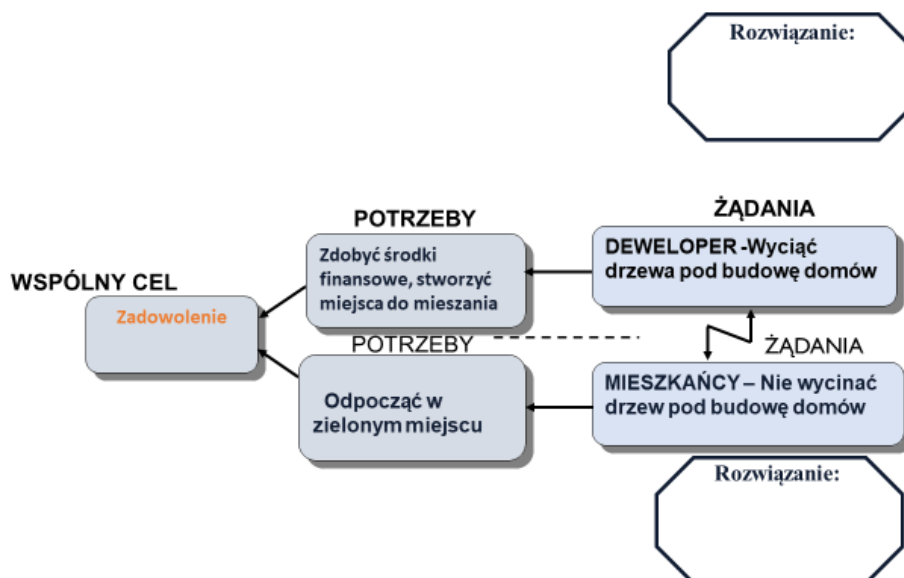 Rozwiązanie:
ŻĄDANIA
POTRZEBY
DEWELOPER -Wyciąć
drzewa pod budowę domów
Zdobyć środki
finansowe, stworzyć
miejsca do mieszania
WSPÓLNY CEL
Zadowolenie
POTRZEBY
ŻĄDANIA
MIESZKAŃCY – Nie wycinać
drzew pod budowę domów
Odpocząć w
zielonym miejscu
Rozwiązanie: